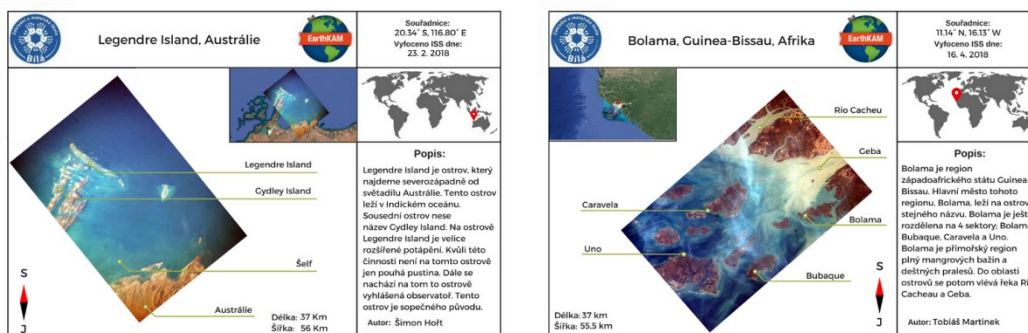 Bílá
Legendre Island, Austrálie
EarthKAM
Souřadnice:
20.34° S, 116.80° E
Vyfoceno ISS dne:
23. 2. 2018
Legendre Island
Gydley Island
Šelf
Austrálie
S
J
Délka: 37 Km
Šířka: 56 Km
Popis:
Legendre Island je ostrov, který
najdeme severozápadně od
světadílu Austrálie. Tento ostrov
leží v Indickém oceánu.
Sousední ostrov nese
název Gydley Island. Na ostrově
Legendre Island je velice
rozšířené potápění. Kvůli této
činnosti není na tomto ostrově
jen pouhá pustina. Dále se
nachází na tom to ostrově
vyhlášená observatoř. Tento
ostrov je sopečného původu.
Autor: Šimon Hořt
Bílá
Bolama, Guinea-Bissau, Afrika
EarthKAM
Souřadnice:
11.14° N, 16.13° W
Vyfoceno ISS dne:
16. 4. 2018
Rio Cacheu
Geba
Caravela
Bolama
Uno
Bubaque
S
J
Délka: 37 km
Šířka: 55,5 km
Popis:
Bolama je region
západoafrického státu Guinea
Bissau. Hlavní město tohoto
regionu, Bolama, leží na ostrov
stejného názvu. Bolama je ješt
rozdělena na 4 sektory; Bolam
Bubaque, Caravela a Uno.
Bolama je přímořský region
plný mangrových bažin a
deštných pralesů. Do oblasti
ostrovů se potom vlévá řeka Ri
Cacheau a Geba.
Autor: Tobiáš Martinek